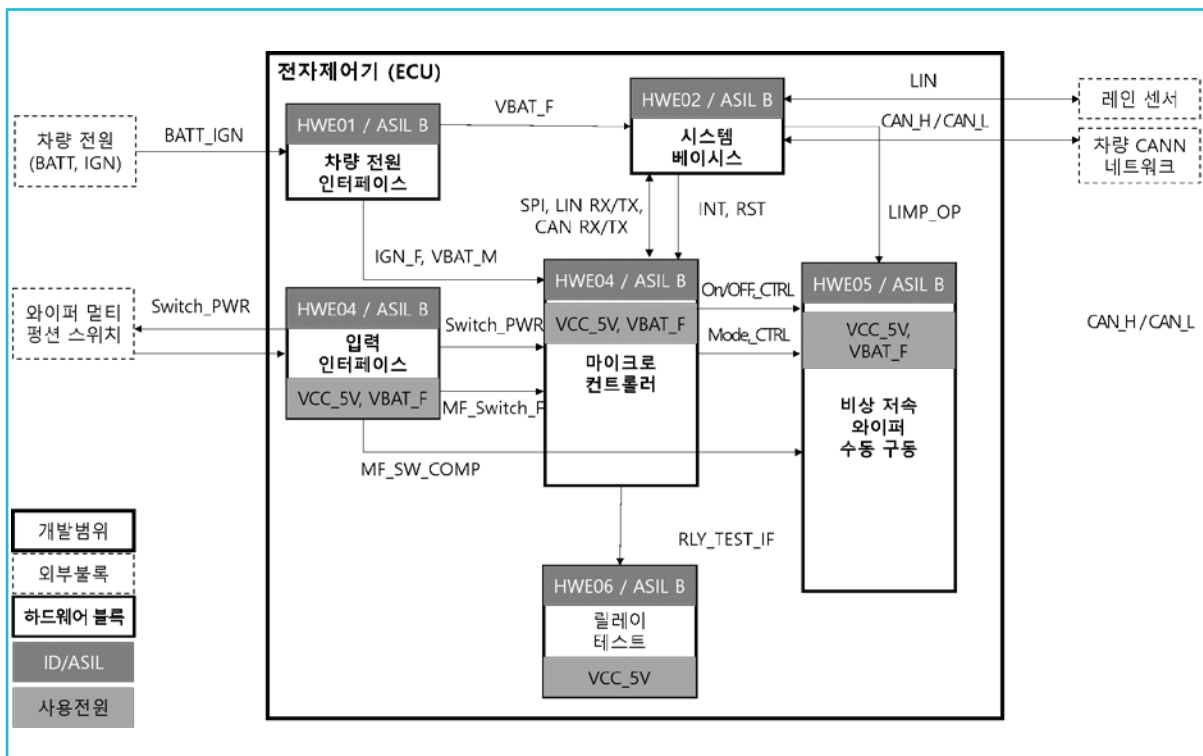 전자제어기 (ECU)
차량 전원
(BATT, IGN)
BATT_IGN
HWE01 / ASIL B
차량 전원
인터페이스
VBAT_F
HWE02 / ASIL B
시스템
베이시스
LIN
레인 센서
CAN_H / CAN_L
차량 CANN
네트워크
SPI, LIN RX/TX,
CAN RX/TX
INT, RST
LIMP_OP
IGN_F, VBAT_M
와이퍼 멀티
펑션 스위치
Switch_PWR
HWE04 / ASIL B
입력
인터페이스
VCC_5V, VBAT_F
Switch_PWR
MF_Switch_F
MF_SW_COMP
HWE04 / ASIL B
VCC_5V, VBAT_F
마이크로
컨트롤러
On/OFF,_CTRL
Mode,_CTRL
HWE05 / ASIL B
VCC_5V,
VBAT_F
비상 저속
와이퍼
수동 구동
CAN_H / CAN_L
RLY_TEST_IF
HWE06 / ASIL B
릴레이
테스트
VCC_5V
개발범위
외부불록
하드웨어 블록
ID/ASIL
사용전원